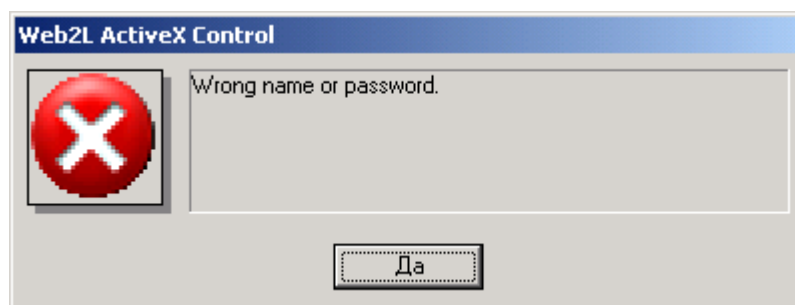 Web2L ActiveX Control
Wrong name or password.
Да